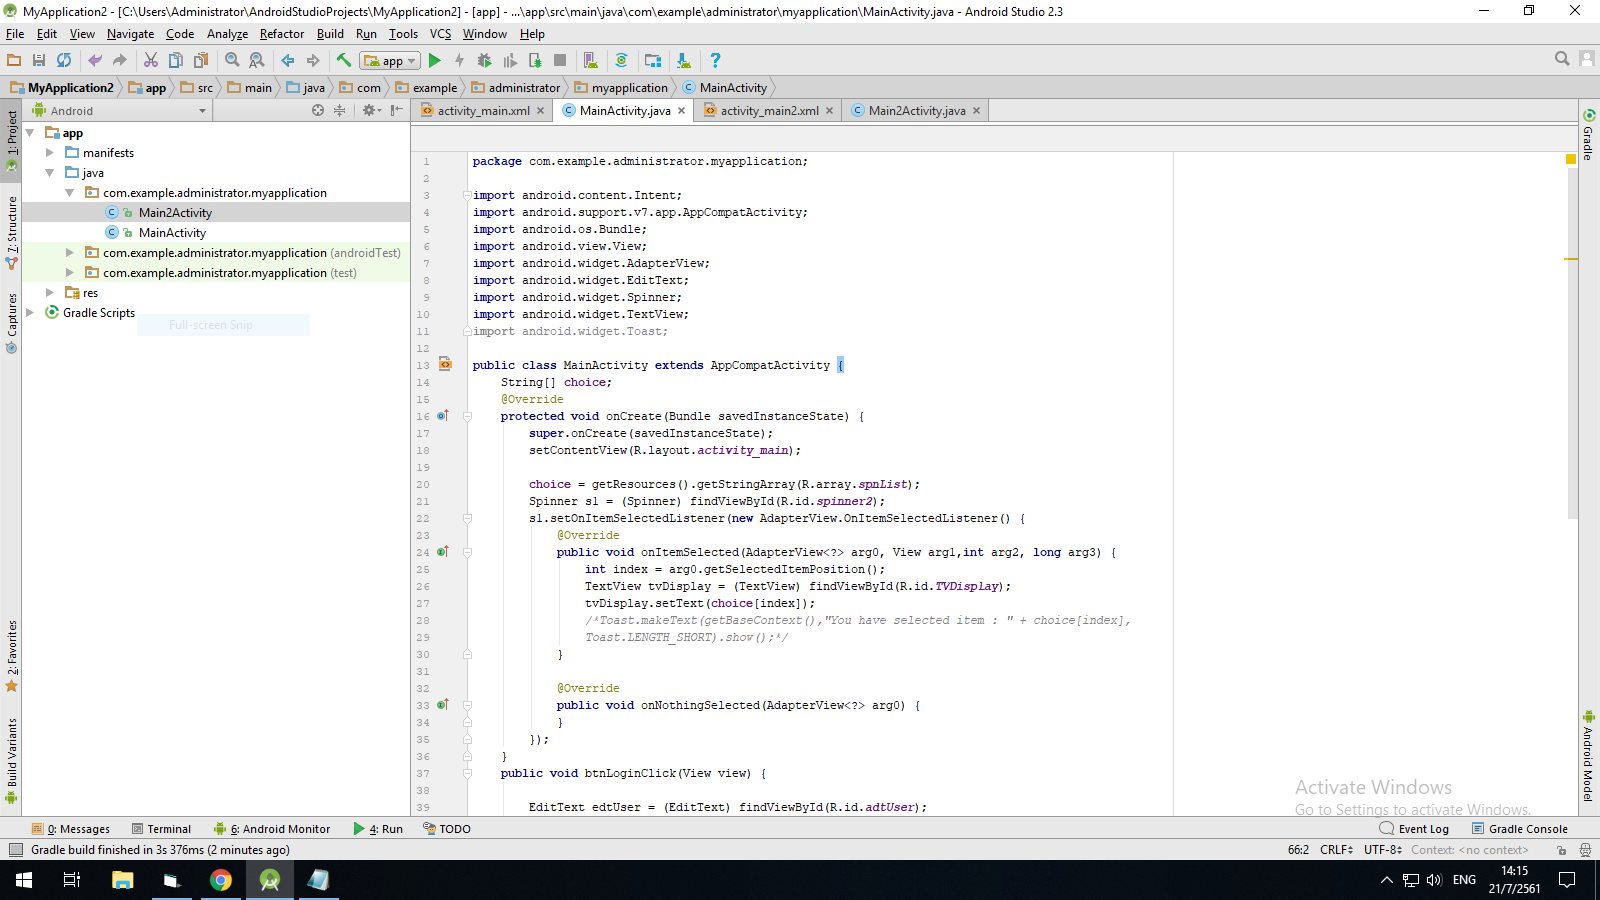 MyApplication2 - [C:\Users\Administrator\AndroidStudioProjects\MyApplication2] - [app] - ...\app\src\main\java\com\example\administrator\myapplication\MainActivity.java - Android Studio 2.3
File Edit View Navigate Code Analyze Refactor Build Run Tools VCS Window Help
app
MyApplication2 app src main java com example administrator myapplication MainActivity
Android
activity_main.xml MainActivity.java activity_main2.xml Main2Activity.java
1: Project
7: Structure
Captures
2: Favorites
Build Variants
app
manifests
java
com.example.administrator.myapplication
Main2Activity
MainActivity
com.example.administrator.myapplication (androidTest)
com.example.administrator.myapplication (test)
res
Gradle Scripts
Full-screen Snip
1 package com.example.administrator.myapplication;
2
3 import android.content.Intent;
4 import android.support.v7.app.AppCompatActivity;
5 import android.os.Bundle;
6 import android.view.View;
7 import android.widget.AdapterView;
8 import android.widget.EditText;
9 import android.widget.Spinner;
10 import android.widget.TextView;
11 import android.widget.Toast;
12
13 public class MainActivity extends AppCompatActivity {
14 String[] choice;
15 @Override
16 protected void onCreate(Bundle savedInstanceState) {
17 super.onCreate(savedInstanceState);
18 setContentView(R.layout.activity_main);
19
20 choice = getResources().getStringArray(R.array.spnList);
21 Spinner s1 = (Spinner) findViewById(R.id.spinner2);
22 s1.setOnItemSelectedListener(new AdapterView.OnItemSelectedListener() {
23 @Override
24 public void onItemSelected(AdapterView<?> arg0, View arg1,int arg2, long arg3) {
25 int index = arg0.getSelectedItemPosition();
26 TextView tvDisplay = (TextView) findViewById(R.id.TVDisplay);
27 tvDisplay.setText(choice[index]);
28 /*Toast.makeText(getBaseContext(),"You have selected item : " + choice[index],
29 Toast.LENGTH_SHORT).show();*/
30 }
31
32 @Override
33 public void onNothingSelected(AdapterView<?> arg0) {
34 }
35 });
36 }
37 public void btnLoginClick(View view) {
38
39 EditText edtUser = (EditText) findViewById(R.id.adtUser);
Gradle
Android Model
Activate Windows
Go to Settings to activate Windows.
0: Messages Terminal 6: Android Monitor 4: Run TODO Event Log Gradle Console
Gradle build finished in 3s 376ms (2 minutes ago) 66:2 CRLF UTF-8 Context: <no context>
ENG
14:15
21/7/2561